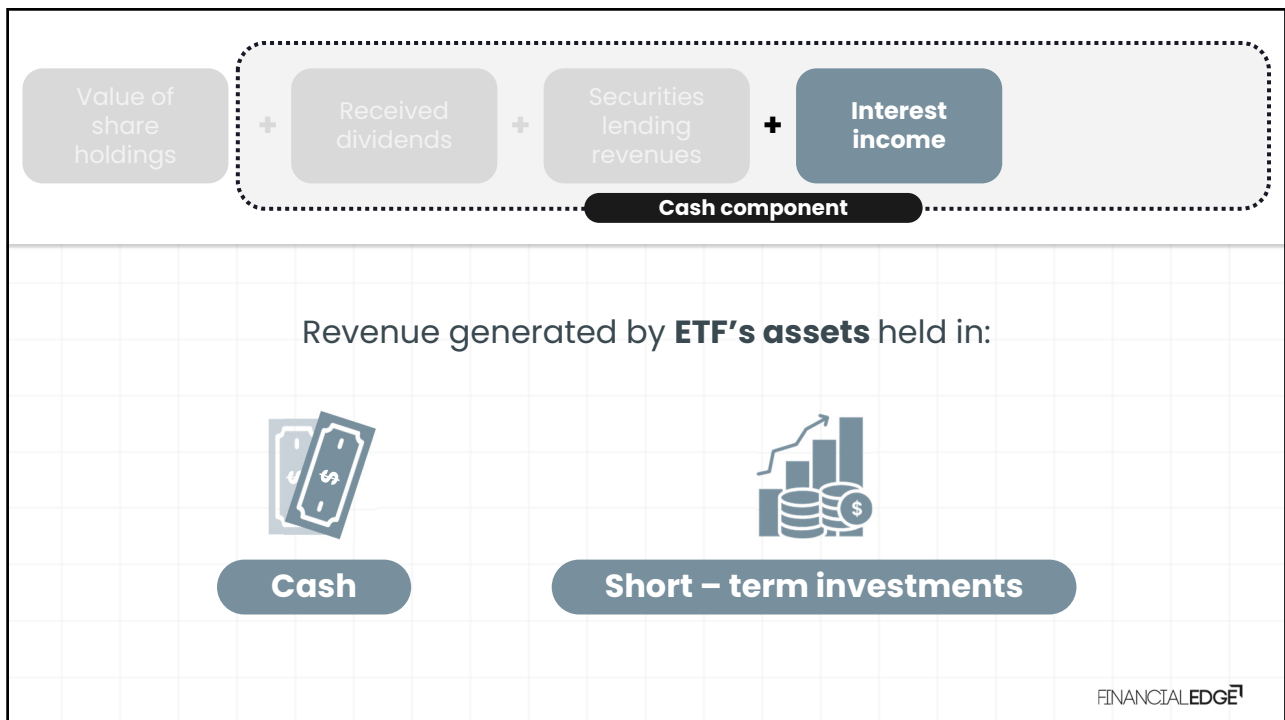 Value of
share
holdings
+
Received
dividends
+
Securities
lending
revenues
+
Interest
income
Cash component
Revenue generated by ETF’s assets held in:
$ $
$
Cash
Short – term investments
FINANCIALEDGE